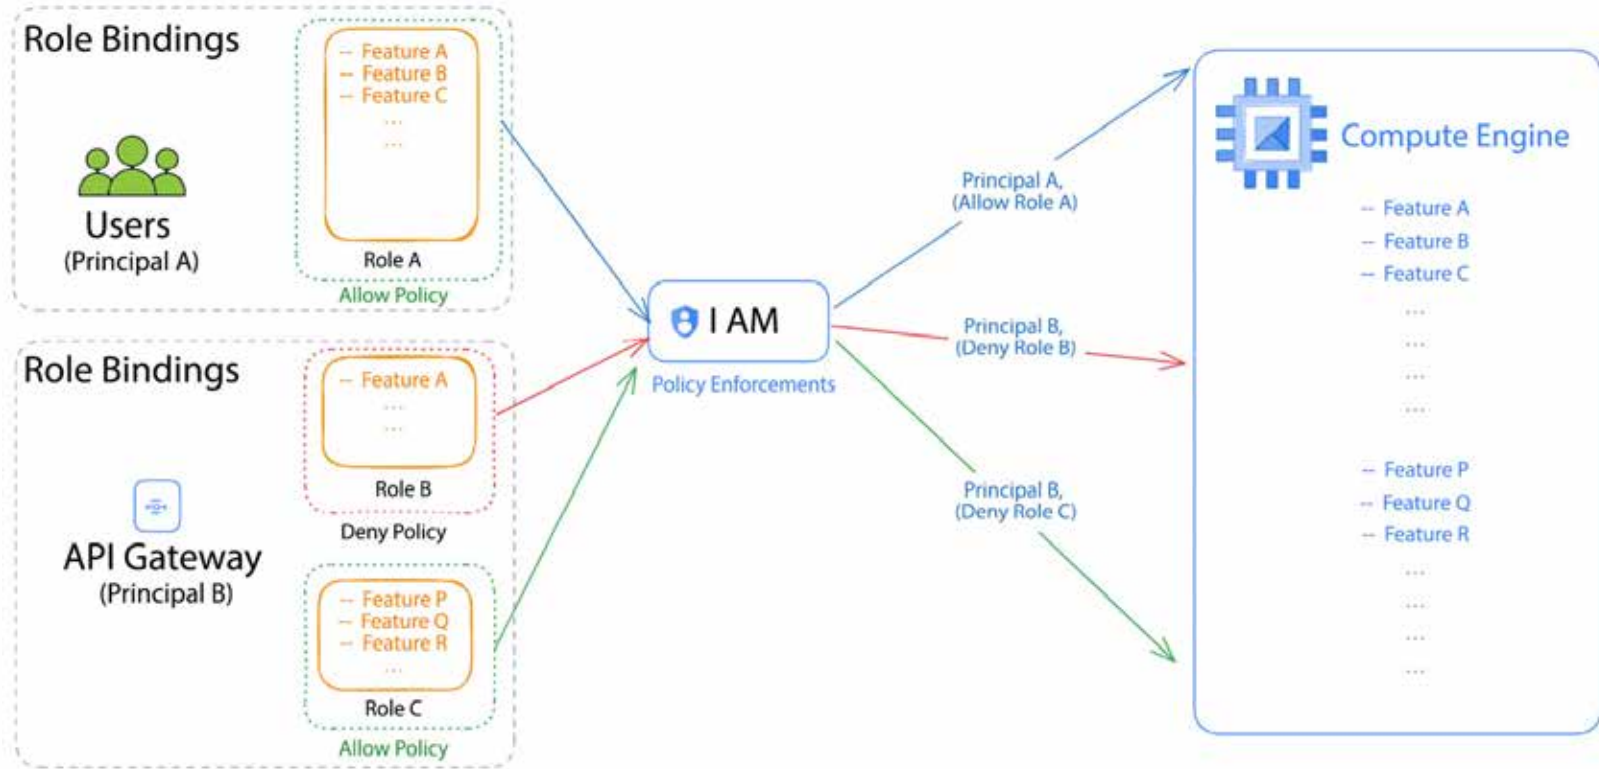 Role Bindings
-- Feature A
-- Feature B
-- Feature C
...
...
Users
(Principal A)
Role A
Allow Policy
Role Bindings
-- Feature A
...
...
Role B
Deny Policy
API Gateway
(Principal B)
-- Feature P
-- Feature Q
-- Feature R
...
Role C
Allow Policy
I AM
Policy Enforcements
Principal A,
(Allow Role A)
Principal B,
(Deny Role B)
Principal B,
(Deny Role C)
Compute Engine
-- Feature A
-- Feature B
-- Feature C
...
...
...
...
-- Feature P
-- Feature Q
-- Feature R
...
...
...
...